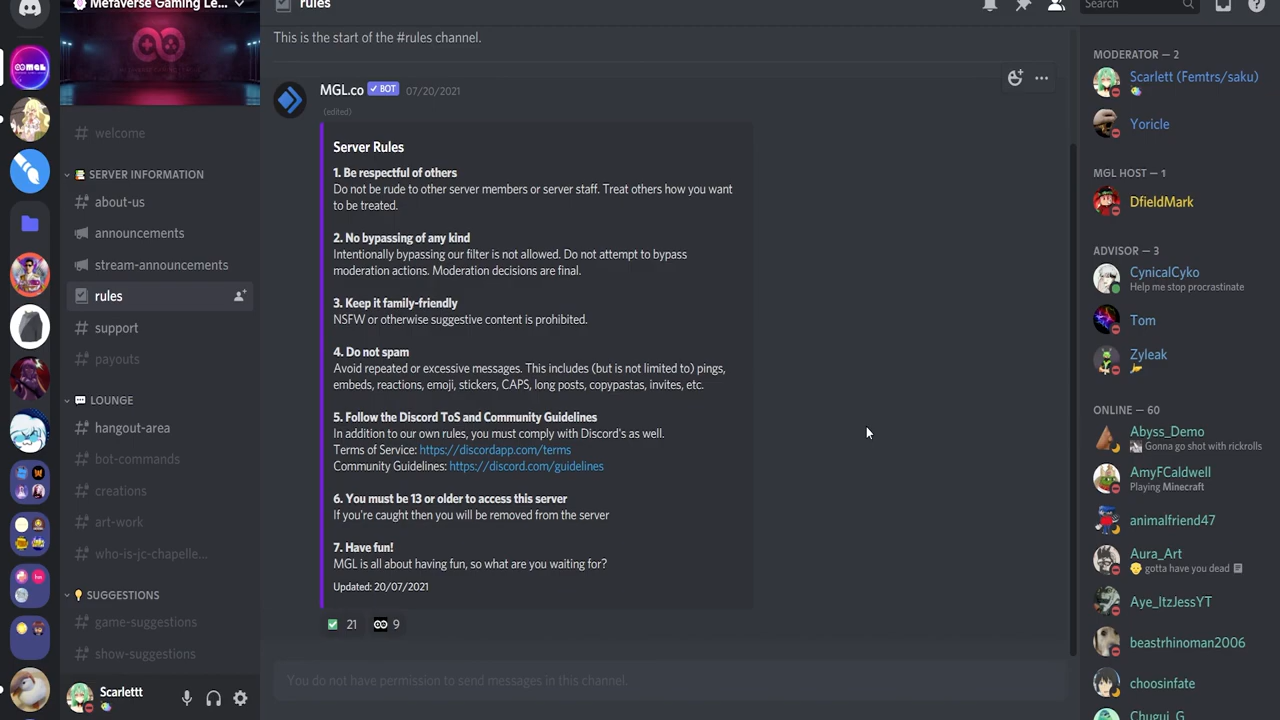 Metaverse Gaming Le...
welcome
SERVER INFORMATION
about-us
announcements
stream-announcements
rules
support
payouts
LOUNGE
hangout-area
bot-commands
creations
art-work
who-is-jc-chapelle...
SUGGESTIONS
game-suggestions
show-suggestions
Scarlettt
rules
Search
This is the start of the #rules channel.
MGL.co BOT 07/20/2021
(edited)
Server Rules
1. Be respectful of others
Do not be rude to other server members or server staff. Treat others how you want
to be treated.
2. No bypassing of any kind
Intentionally bypassing our filter is not allowed. Do not attempt to bypass
moderation actions. Moderation decisions are final.
3. Keep it family-friendly
NSFW or otherwise suggestive content is prohibited.
4. Do not spam
Avoid repeated or excessive messages. This includes (but is not limited to) pings,
embeds, reactions, emoji, stickers, CAPS, long posts, copypastas, invites, etc.
5. Follow the Discord ToS and Community Guidelines
In addition to our own rules, you must comply with Discord's as well.
Terms of Service: https://discordapp.com/terms
Community Guidelines: https://discord.com/guidelines
6. You must be 13 or older to access this server
If you're caught then you will be removed from the server
7. Have fun!
MGL is all about having fun, so what are you waiting for?
Updated: 20/07/2021
21 9
You do not have permission to send messages in this channel.
MODERATOR — 2
Scarlett (Femtrs/saku)
Yoricle
MGL HOST — 1
DfieldMark
ADVISOR — 3
CynicalCyko
Help me stop procrastinate
Tom
Zyleak
ONLINE — 60
Abyss_Demo
Gonna go shot with rickrolls
AmyFCaldwell
Playing Minecraft
animalfriend47
Aura_Art
gotta have you dead
Aye_ItzJessYT
beastrhinoman2006
choosinfate
Chugui_G